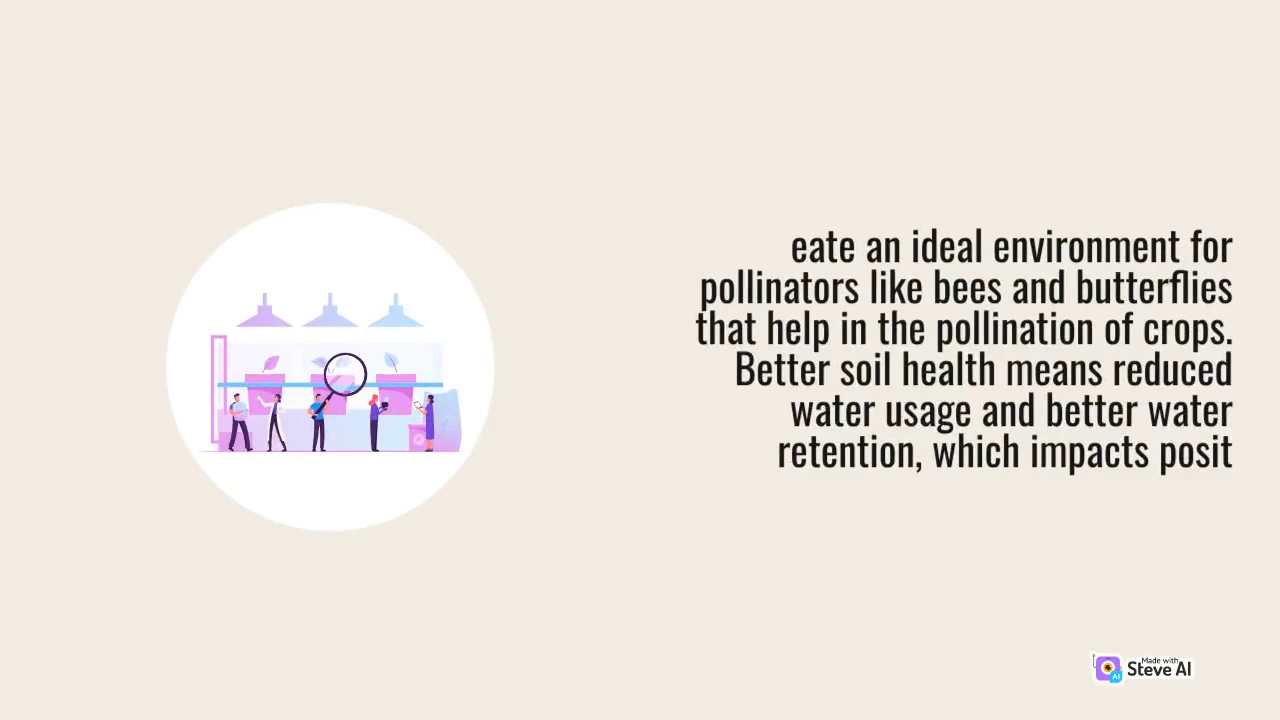 eate an ideal environment for
pollinators like bees and butterflies
that help in the pollination of crops.
Better soil health means reduced
water usage and better water
retention, which impacts posit
Made with
Steve AI
AI